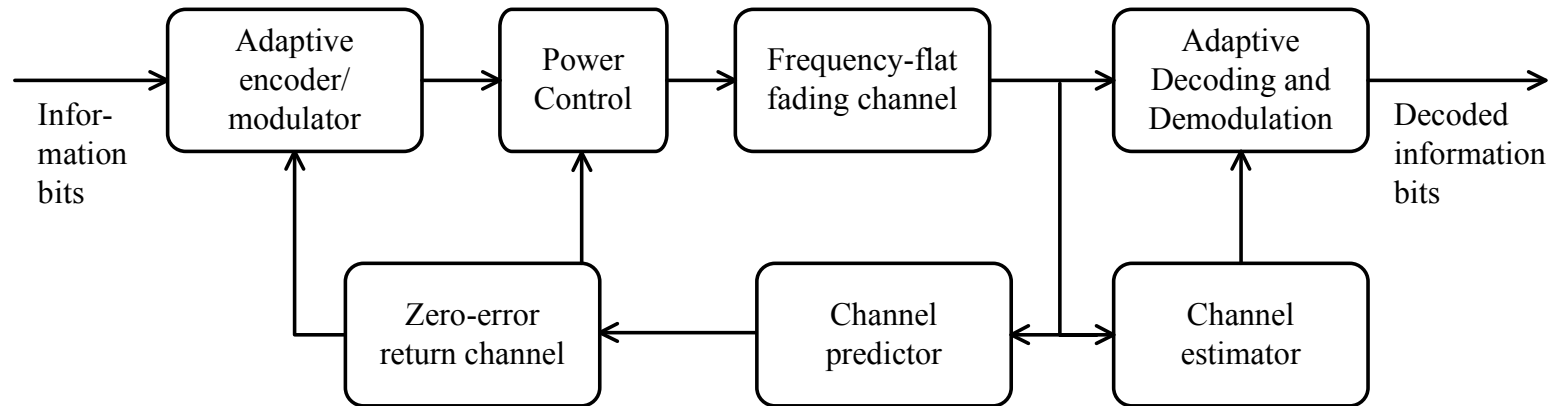 Adaptive
encoder/
modulator
Power
Control
Frequency-flat
fading channel
Adaptive
Decoding and
Demodulation
Infor-
mation
bits
Decoded
information
bits
Zero-error
return channel
Channel
predictor
Channel
estimator